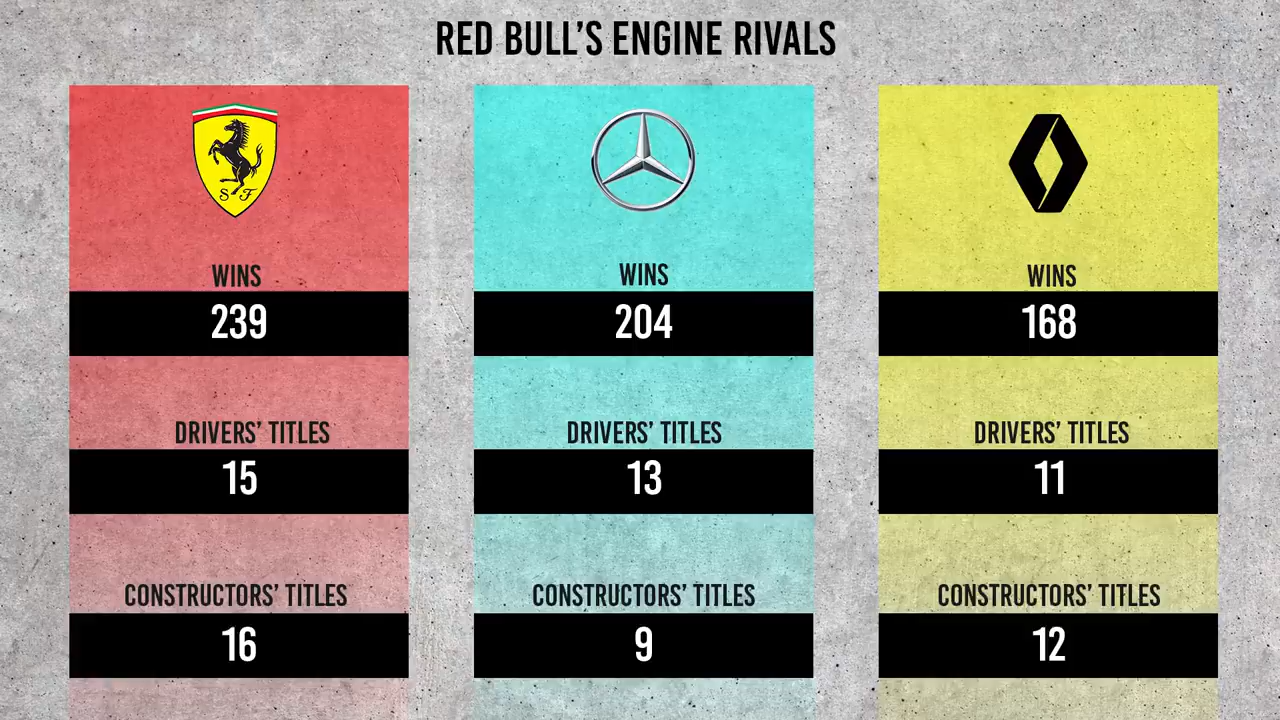 RED BULL'S ENGINE RIVALS
S F
WINS
239
DRIVERS' TITLES
15
CONSTRUCTORS' TITLES
16
WINS
204
DRIVERS' TITLES
13
CONSTRUCTORS' TITLES
9
WINS
168
DRIVERS' TITLES
11
CONSTRUCTORS' TITLES
12